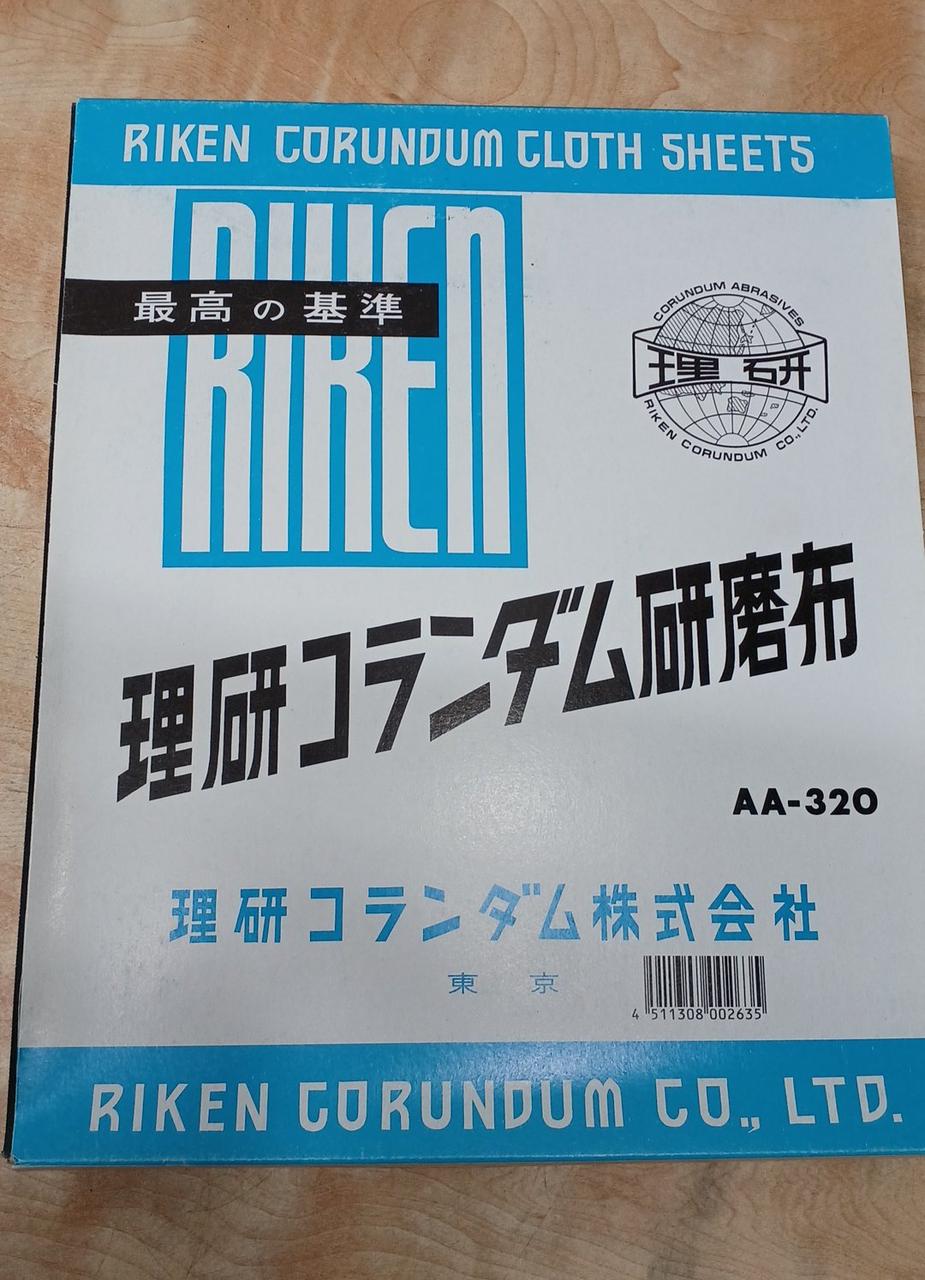 RIKEN CORUNDUM CLOTH SHEETS
RIKEN
最高の基準
CORUNDUM ABRASIVES
理研
RIKEN CORUNDUM CO., LTD.
理研コランダム研磨布
AA-320
理研コランダム株式会社
東京
4 511308 002635
RIKEN CORUNDUM CO., LTD.